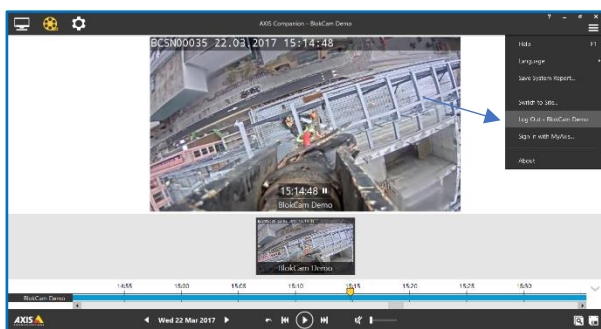 AXIS Companion - BlokCam Demo
BCSN00035 22.03.2017 15:14:48
Help F1
Language
Save System Report...
Switch to Site...
Log Out - BlokCam Demo
Sign in with MyAxis...
About
15:14:48
BlokCam Demo
BlokCam Demo
14:55 15:00 15:05 15:10 15:15 15:20 15:25 15:30
BlokCam Demo
AXIS
Wed 22 Mar 2017